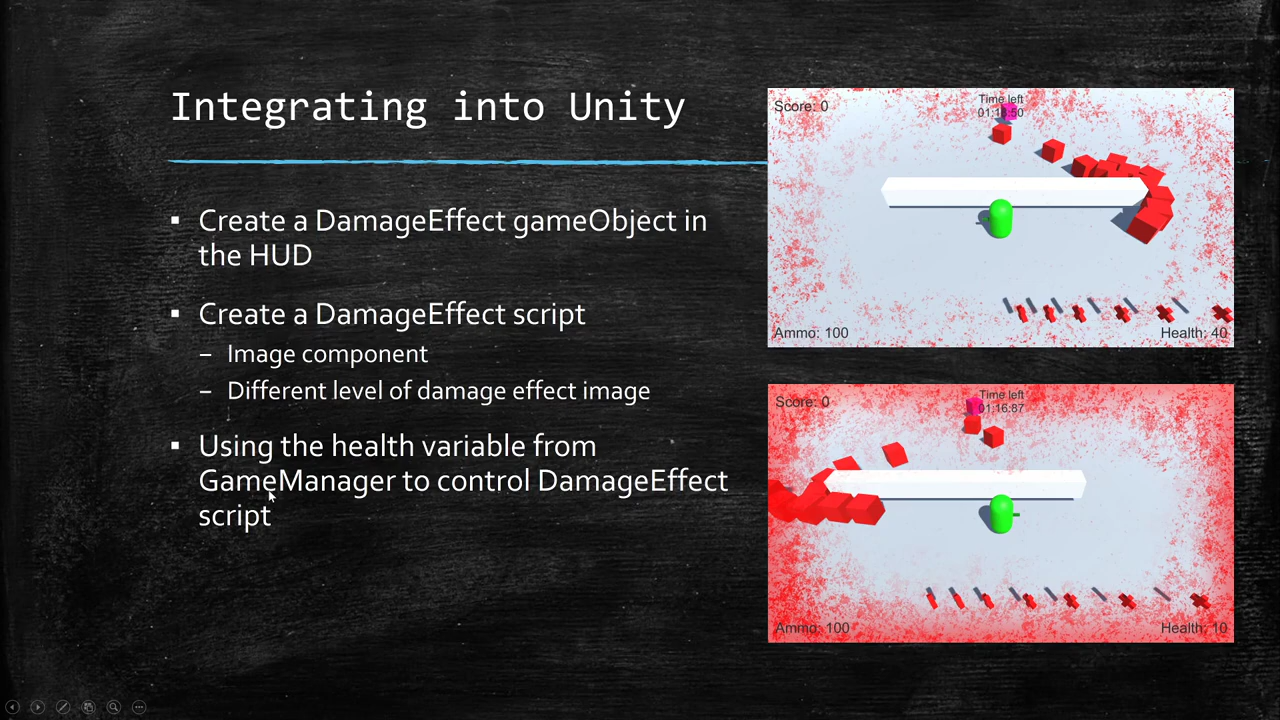 Integrating into Unity
▪ Create a DamageEffect gameObject in
the HUD
▪ Create a DamageEffect script
– Image component
– Different level of damage effect image
▪ Using the health variable from
GameManager to control DamageEffect
script
Score: 0
Time left
Ammo: 100
Health: 40
Score: 0
Time left
01:16:87
Ammo: 100
Health: 10